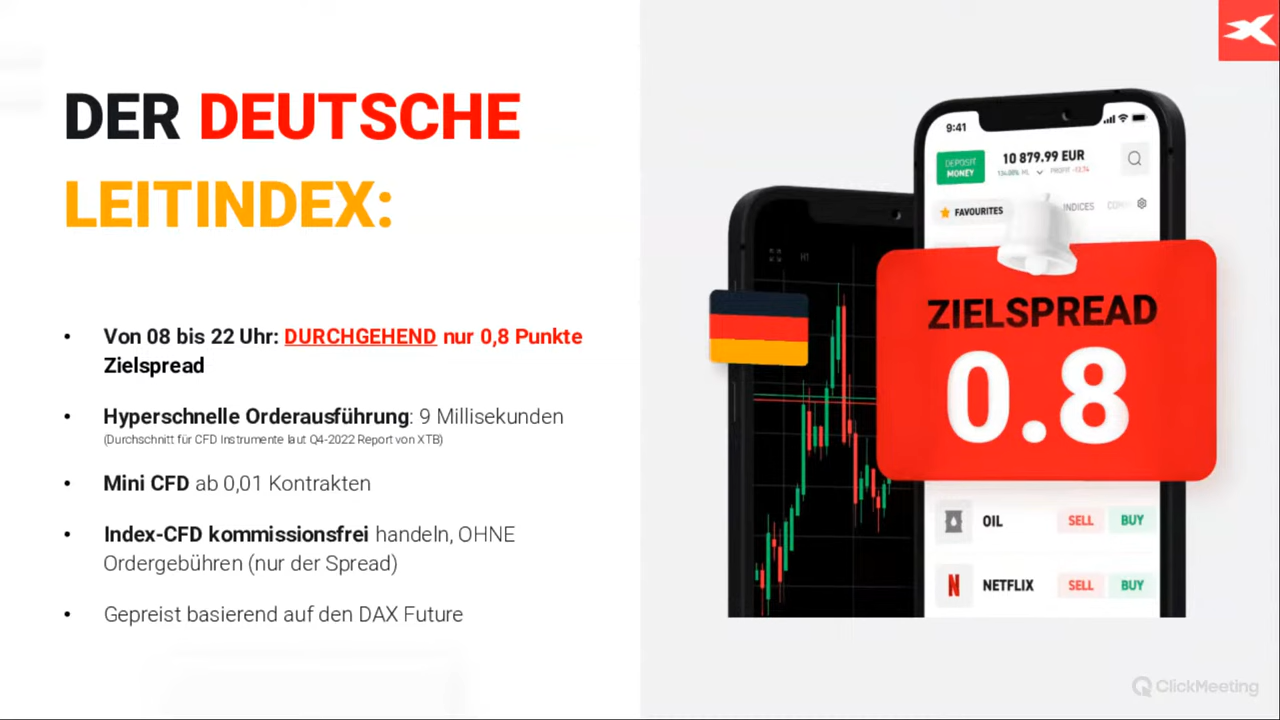 DER DEUTSCHE
LEITINDEX:
• Von 08 bis 22 Uhr: DURCHGEHEND nur 0,8 Punkte
Zielspread
• Hyperschnelle Orderausführung: 9 Millisekunden
(Durchschnitt für CFD Instrumente laut Q4-2022 Report von XTB)
• Mini CFD ab 0,01 Kontrakten
• Index-CFD kommissionsfrei handeln, OHNE
Ordergebühren (nur der Spread)
• Gepreist basierend auf den DAX Future
9:41
DEPOSIT
MONEY
10 879.99 EUR
PROFIT
FAVOURITES
INDICES
H1
ZIELSPREAD
0.8
OIL
SELL
BUY
NETFLIX
SELL
BUY
ClickMeeting